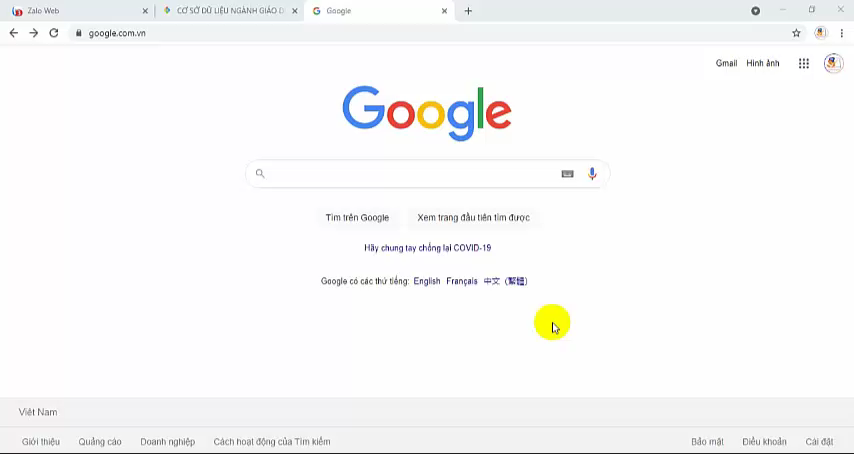 Zalo Web
CƠ SỞ DỮ LIỆU NGÀNH GIÁO D
Google
google.com.vn
Gmail Hình ảnh
Google
Tìm trên Google Xem trang đầu tiên tìm được
Hãy chung tay chống lại COVID-19
Google có các thứ tiếng: English Français 中文 (繁體)
Việt Nam
Giới thiệu Quảng cáo Doanh nghiệp Cách hoạt động của Tìm kiếm Bảo mật Điều khoản Cài đặt